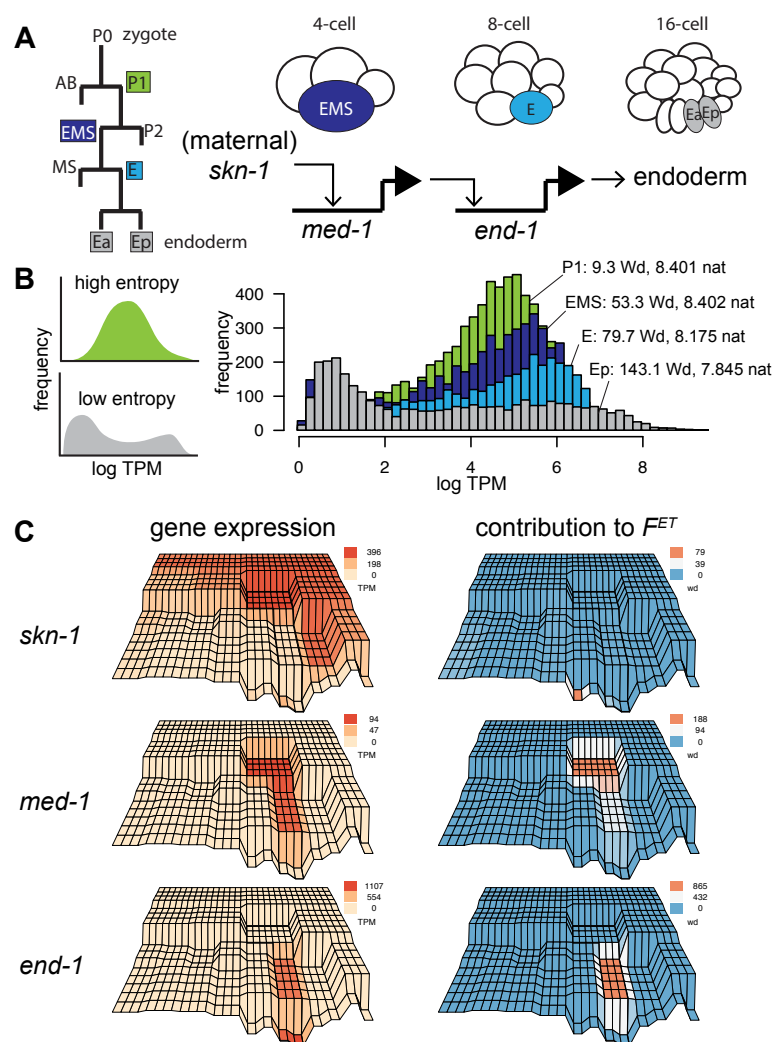 A
P0 zygote
AB
P1
EMS
P2
MS
E
Ea
Ep
endoderm
4-cell
8-cell
16-cell
EMS
E
Ea
Ep
(maternal)
skn-1
med-1
end-1
endoderm
B
high entropy
low entropy
frequency
log TPM
frequency
400
300
200
100
0
0
2
4
6
8
log TPM
P1: 9.3 Wd, 8.401 nat
EMS: 53.3 Wd, 8.402 nat
E: 79.7 Wd, 8.175 nat
Ep: 143.1 Wd, 7.845 nat
C
gene expression
contribution to F^ET
skn-1
396
198
0
TPM
79
39
0
wd
med-1
94
47
0
TPM
188
94
0
wd
end-1
1107
554
0
TPM
865
432
0
wd